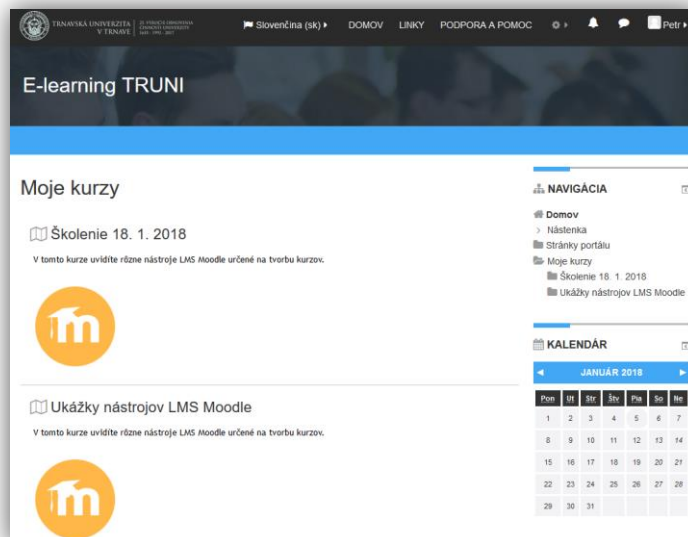 TRNAVSKÁ UNIVERZITA
V TRNAVE
Slovenčina (sk)
DOMOV
LINKY
PODPORA A POMOC
Petr
E-learning TRUNI
Moje kurzy
Školenie 18. 1. 2018
V tomto kurze uvidíte rôzne nástroje LMS Moodle určené na tvorbu kurzov.
m
Ukážky nástrojov LMS Moodle
V tomto kurze uvidíte rôzne nástroje LMS Moodle určené na tvorbu kurzov.
m
NAVIGÁCIA
Domov
Nástenka
Stránky portálu
Moje kurzy
Školenie 18. 1. 2018
Ukážky nástrojov LMS Moodle
KALENDÁR
JANUÁR 2018
Pon Ut Str Štv Pia So Ne
1 2 3 4 5 6 7
8 9 10 11 12 13 14
15 16 17 18 19 20 21
22 23 24 25 26 27 28
29 30 31